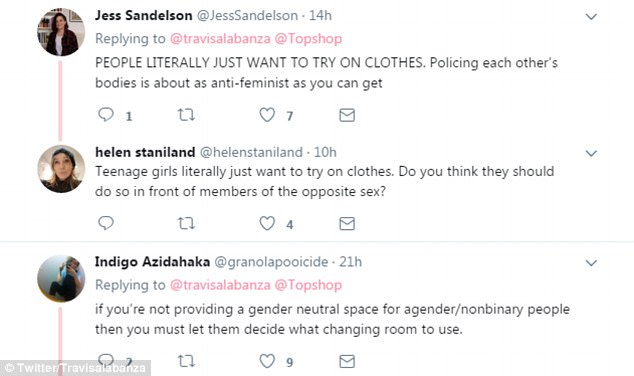 Jess Sandelson @JessSandelson · 14h
Replying to @travisalabanza @Topshop
PEOPLE LITERALLY JUST WANT TO TRY ON CLOTHES. Policing each other's
bodies is about as anti-feminist as you can get
1 7
helen staniland @helenstaniland · 10h
Teenage girls literally just want to try on clothes. Do you think they should
do so in front of members of the opposite sex?
4
Indigo Azidahaka @granolapooicide · 21h
Replying to @travisalabanza @Topshop
if you're not providing a gender neutral space for agender/nonbinary people
then you must let them decide what changing room to use.
2 9
© Twitter/Travisalabanza